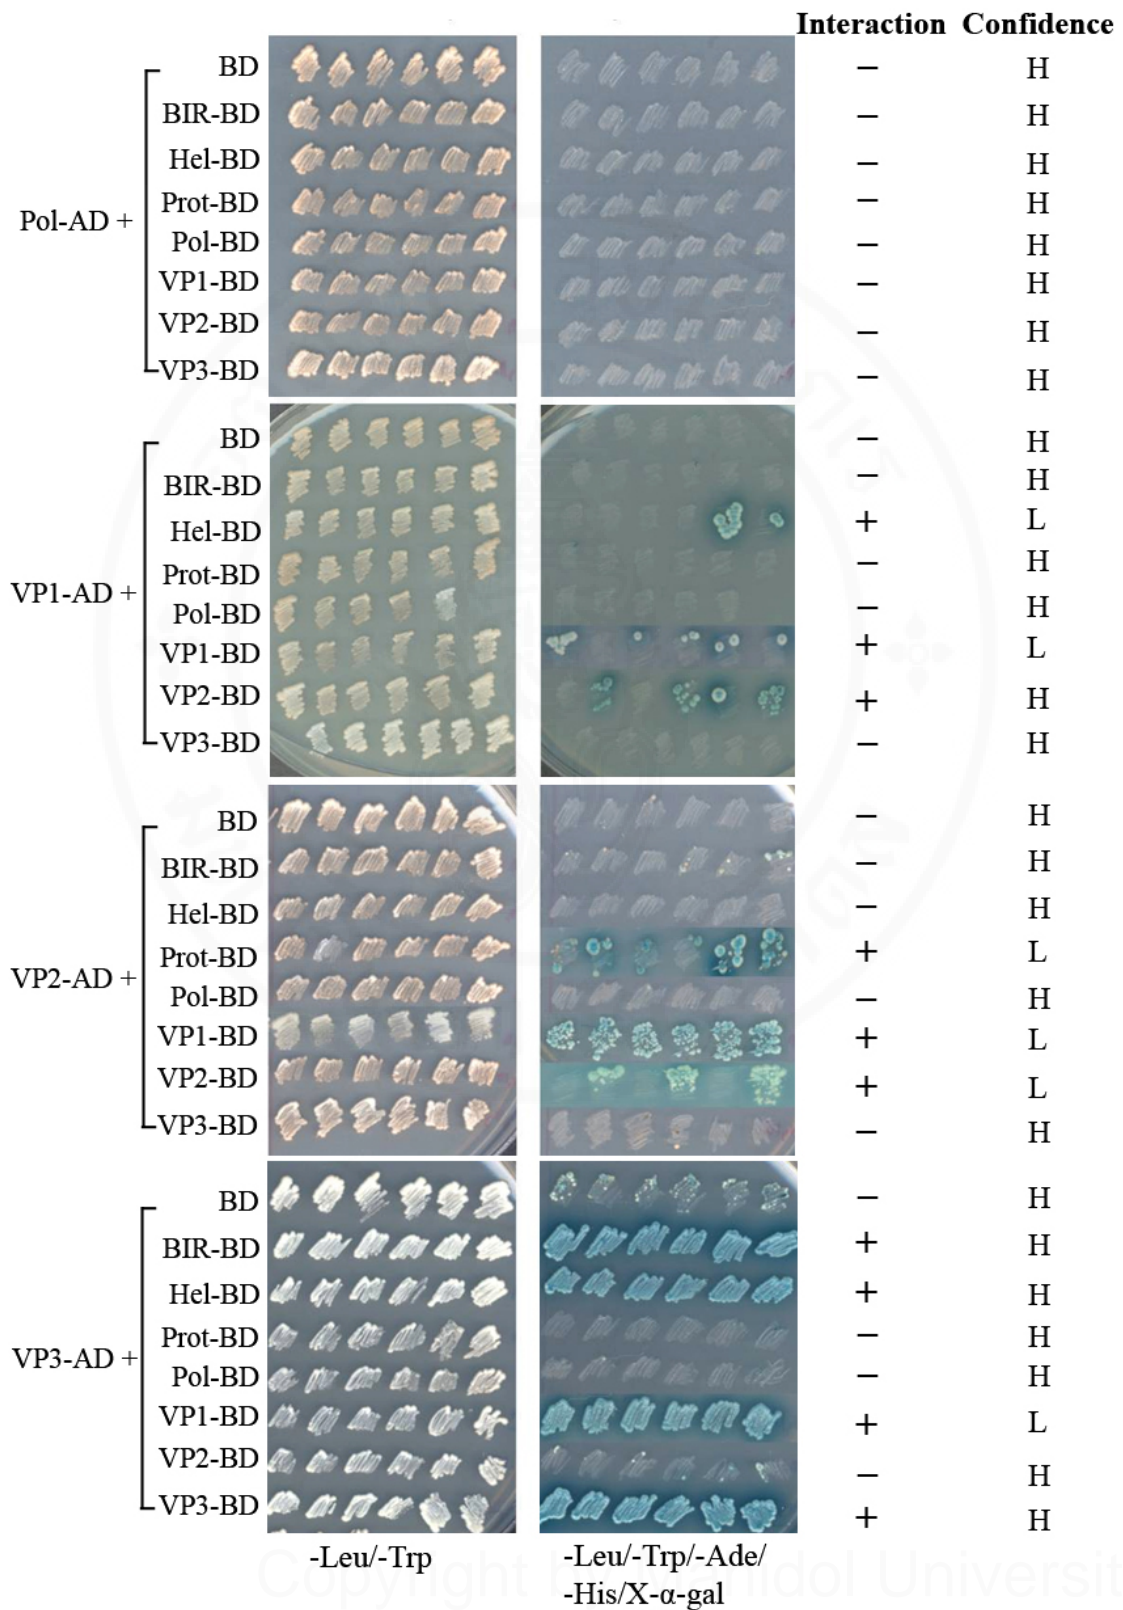 Interaction Confidence
BD − H
BIR-BD − H
Hel-BD − H
Prot-BD − H
Pol-AD +
Pol-BD − H
VP1-BD − H
VP2-BD − H
VP3-BD − H
BD − H
BIR-BD − H
Hel-BD + L
Prot-BD − H
VP1-AD +
Pol-BD − H
VP1-BD + L
VP2-BD + H
VP3-BD − H
BD − H
BIR-BD − H
Hel-BD − H
Prot-BD + L
VP2-AD +
Pol-BD − H
VP1-BD + L
VP2-BD + L
VP3-BD − H
BD − H
BIR-BD + H
Hel-BD + H
Prot-BD − H
VP3-AD +
Pol-BD − H
VP1-BD + L
VP2-BD − H
VP3-BD + H
-Leu/-Trp
-Leu/-Trp/-Ade/
-His/X-α-gal
Copyright by Mahidol Universit